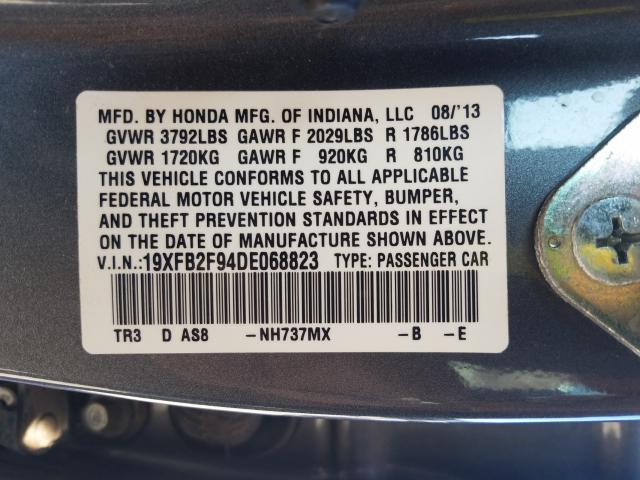 MFD. BY HONDA MFG. OF INDIANA, LLC 08/'13
GVWR 3792LBS GAWR F 2029LBS R 1786LBS
GVWR 1720KG GAWR F 920KG R 810KG
THIS VEHICLE CONFORMS TO ALL APPLICABLE
FEDERAL MOTOR VEHICLE SAFETY, BUMPER,
AND THEFT PREVENTION STANDARDS IN EFFECT
ON THE DATE OF MANUFACTURE SHOWN ABOVE.
V.I.N.:19XFB2F94DE068823 TYPE: PASSENGER CAR
TR3 D AS8 -NH737MX -B -E